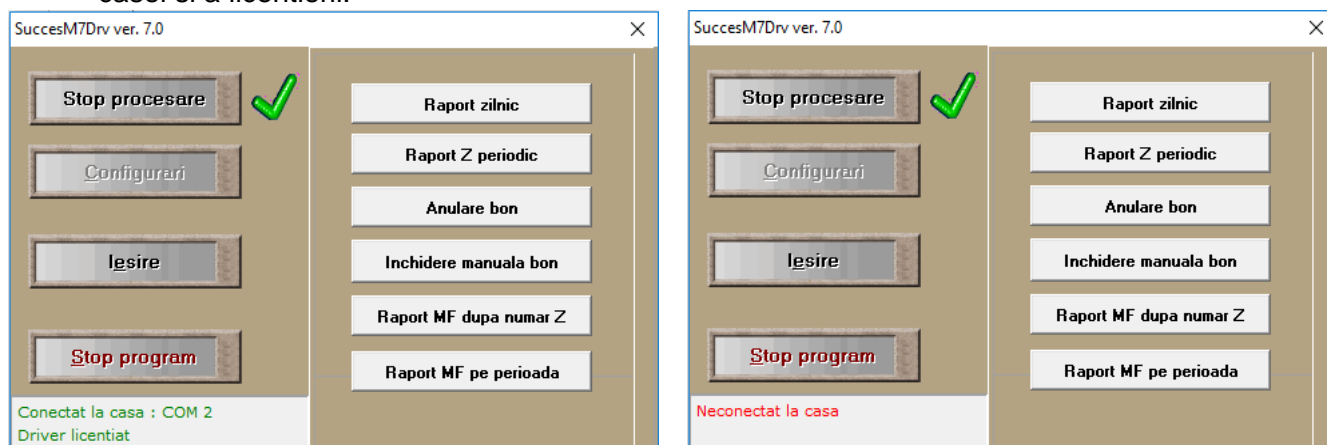 SuccesM7Drv ver. 7.0
Stop procesare
Configurari
Iesire
Stop program
Raport zilnic
Raport Z periodic
Anulare bon
Inchidere manuala bon
Raport MF dupa numar Z
Raport MF pe perioada
Conectat la casa : COM 2
Driver licentiat
SuccesM7Drv ver. 7.0
Stop procesare
Configurari
Iesire
Stop program
Raport zilnic
Raport Z periodic
Anulare bon
Inchidere manuala bon
Raport MF dupa numar Z
Raport MF pe perioada
Neconectat la casa